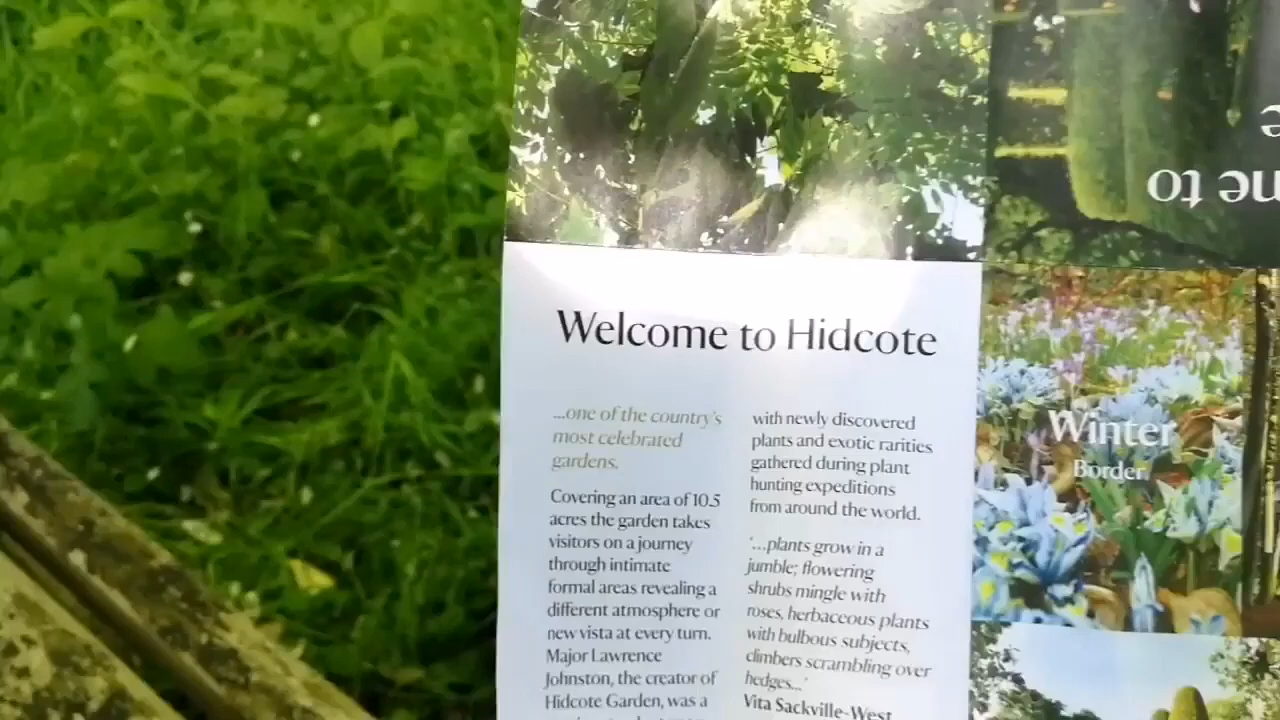 Welcome to Hidcote
...one of the country's
most celebrated
gardens.
Covering an area of 10.5
acres the garden takes
visitors on a journey
through intimate
formal areas revealing a
different atmosphere or
new vista at every turn.
Major Lawrence
Johnston, the creator of
Hidcote Garden, was a
with newly discovered
plants and exotic rarities
gathered during plant
hunting expeditions
from around the world.
'...plants grow in a
jumble; flowering
shrubs mingle with
roses, herbaceous plants
with bulbous subjects,
climbers scrambling over
hedges...'
Vita Sackville-West
Winter
Border
me to